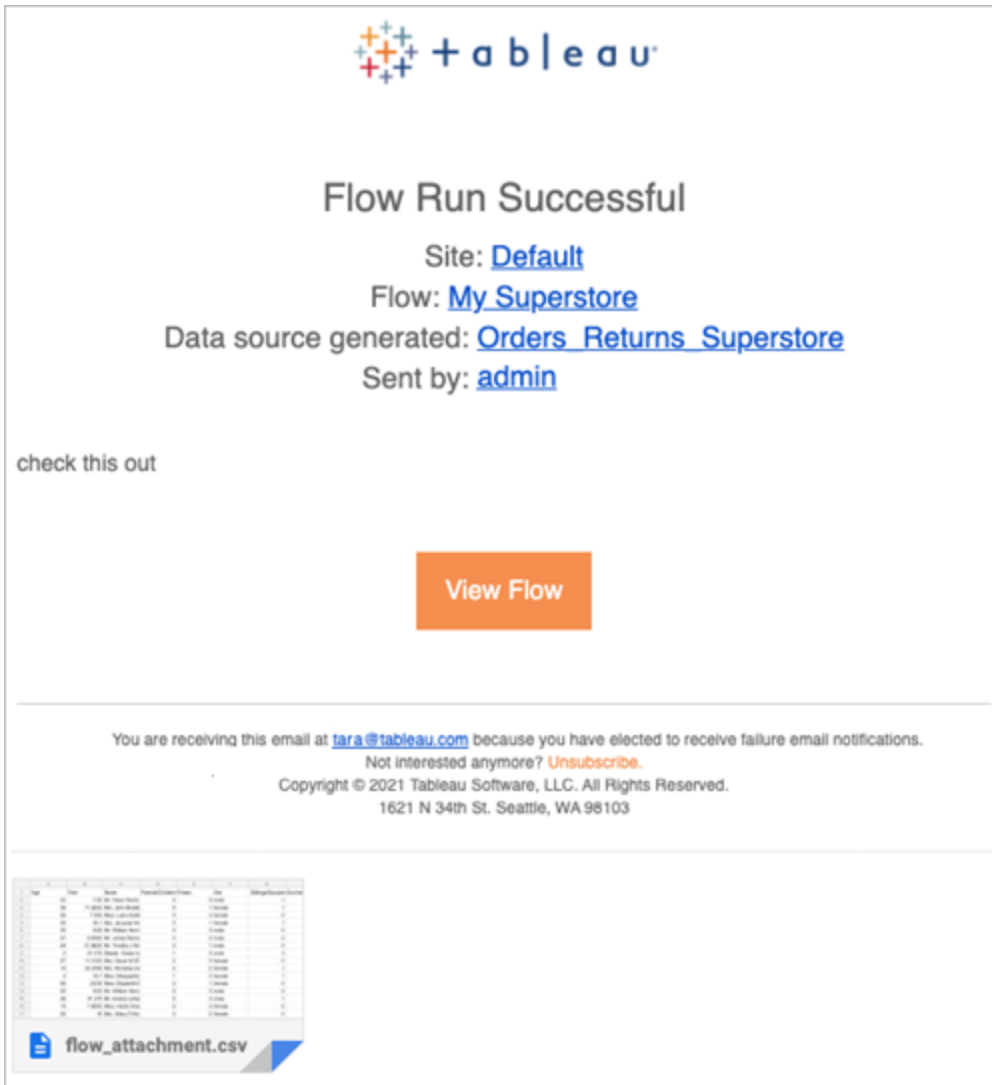 +ableau
Flow Run Successful
Site: Default
Flow: My Superstore
Data source generated: Orders_Returns_Superstore
Sent by: admin
check this out
View Flow
You are receiving this email at tara@tableau.com because you have elected to receive failure email notifications.
Not interested anymore? Unsubscribe.
Copyright © 2021 Tableau Software, LLC. All Rights Reserved.
1621 N 34th St. Seattle, WA 98103
flow_attachment.csv